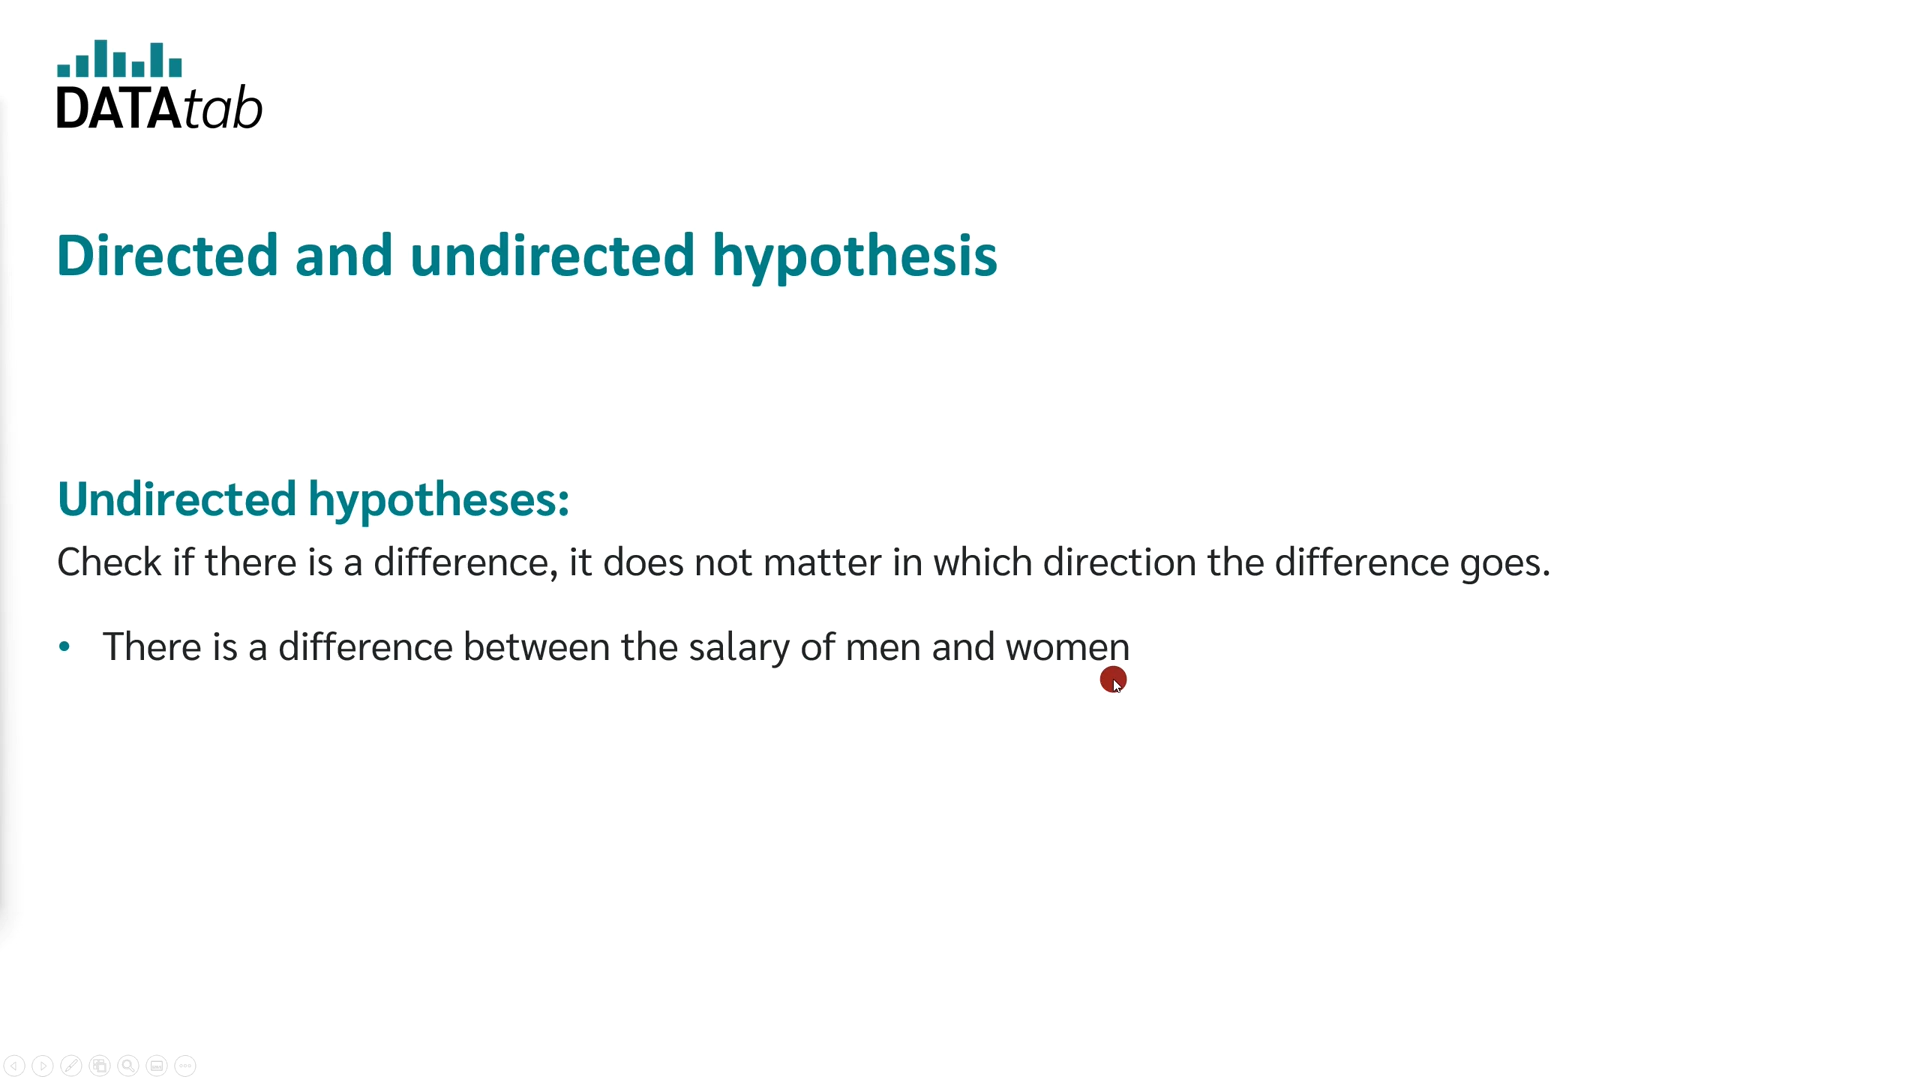 DATAtab
Directed and undirected hypothesis
Undirected hypotheses:
Check if there is a difference, it does not matter in which direction the difference goes.
• There is a difference between the salary of men and women